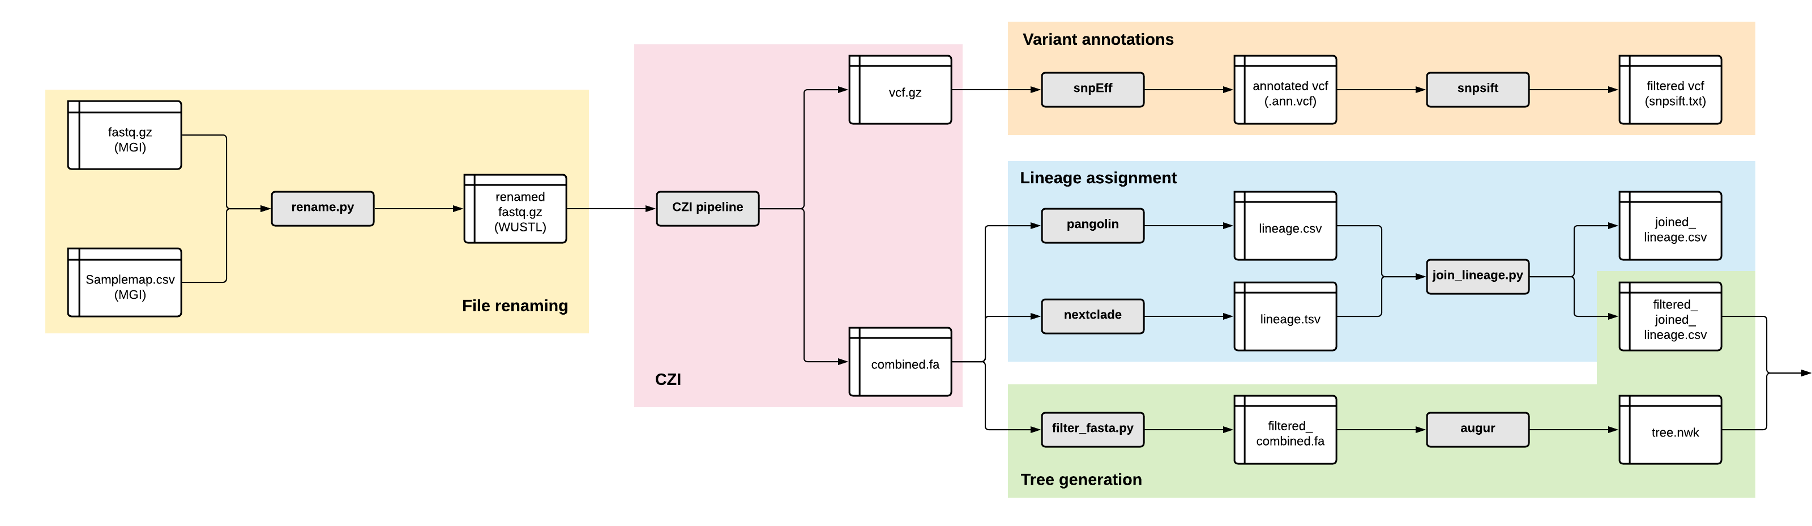 fastq.gz
(MGI)
Samplemap.csv
(MGI)
rename.py
renamed
fastq.gz
(WUSTL)
File renaming
CZI pipeline
vcf.gz
combined.fa
CZI
Variant annotations
snpEff
annotated vcf
(.ann.vcf)
snpsift
filtered vcf
(snpsift.txt)
Lineage assignment
pangolin
lineage.csv
nextclade
lineage.tsv
join_lineage.py
joined_
lineage.csv
filtered_
joined_
lineage.csv
filter_fasta.py
filtered_
combined.fa
augur
tree.nwk
Tree generation